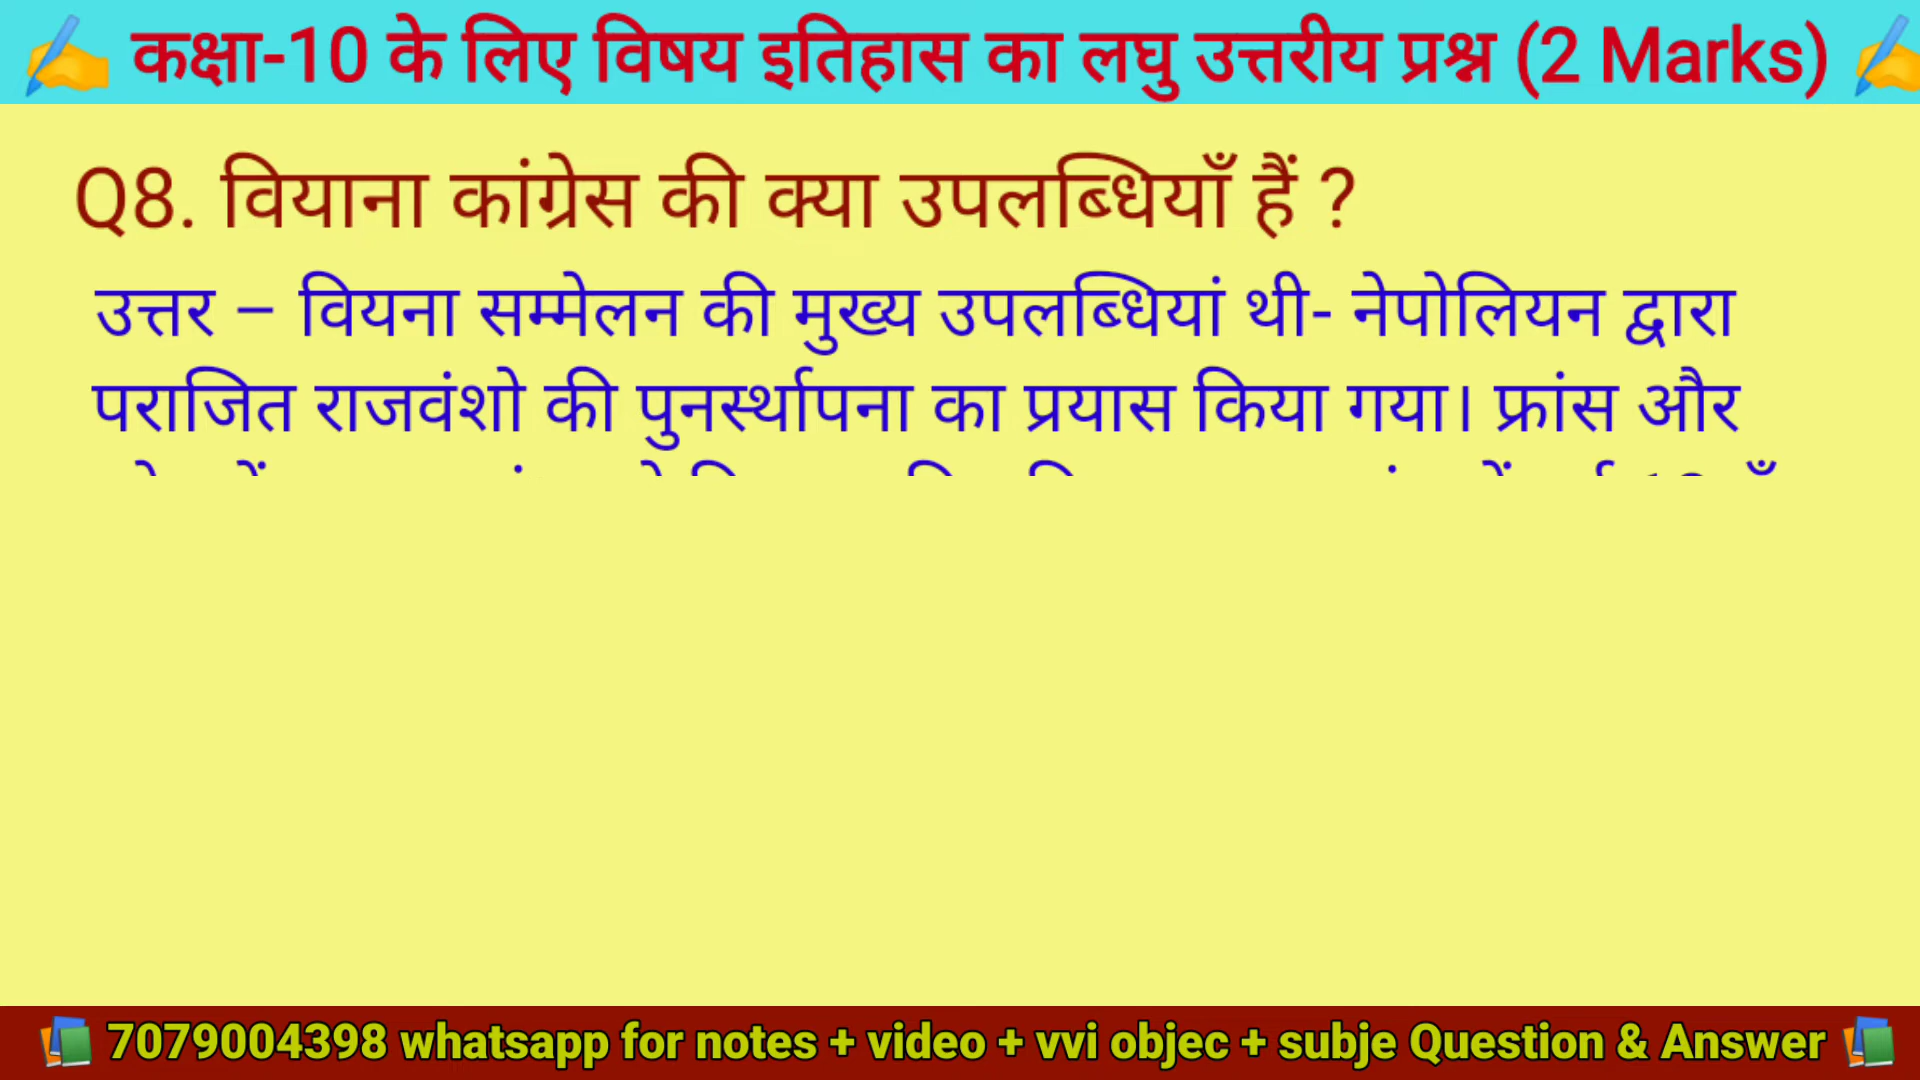 ✍ कक्षा-10 के लिए विषय इतिहास का लघु उत्तरीय प्रश्न (2 Marks) ✍
Q8. वियाना कांग्रेस की क्या उपलब्धियाँ हैं ?
उत्तर – वियना सम्मेलन की मुख्य उपलब्धियां थी- नेपोलियन द्वारा
पराजित राजवंशो की पुनर्स्थापना का प्रयास किया गया। फ्रांस और
📚 7079004398 whatsapp for notes + video + vvi objec + subje Question & Answer 📚